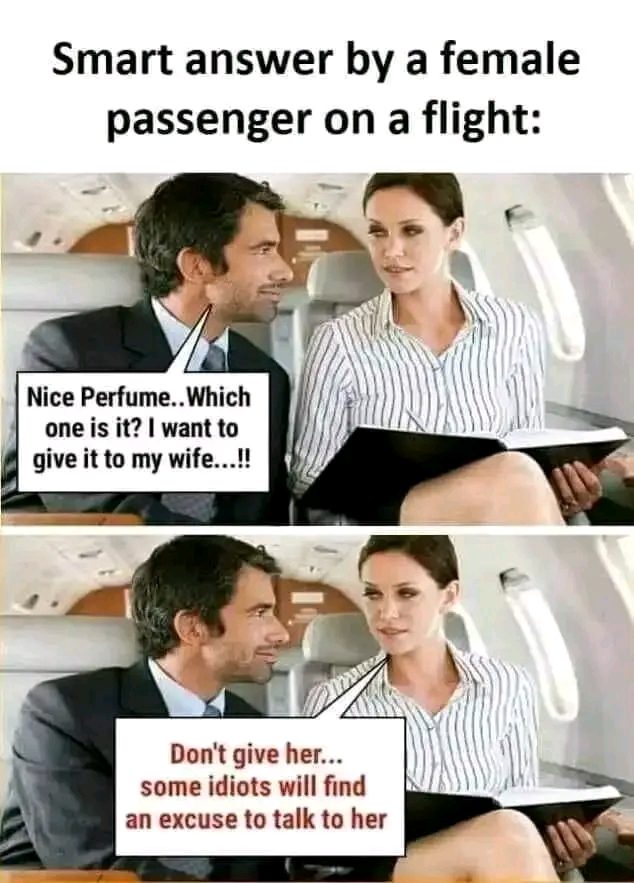 Smart answer by a female
passenger on a flight:
Nice Perfume..Which
one is it? I want to
give it to my wife...!!
Don't give her...
some idiots will find
an excuse to talk to her